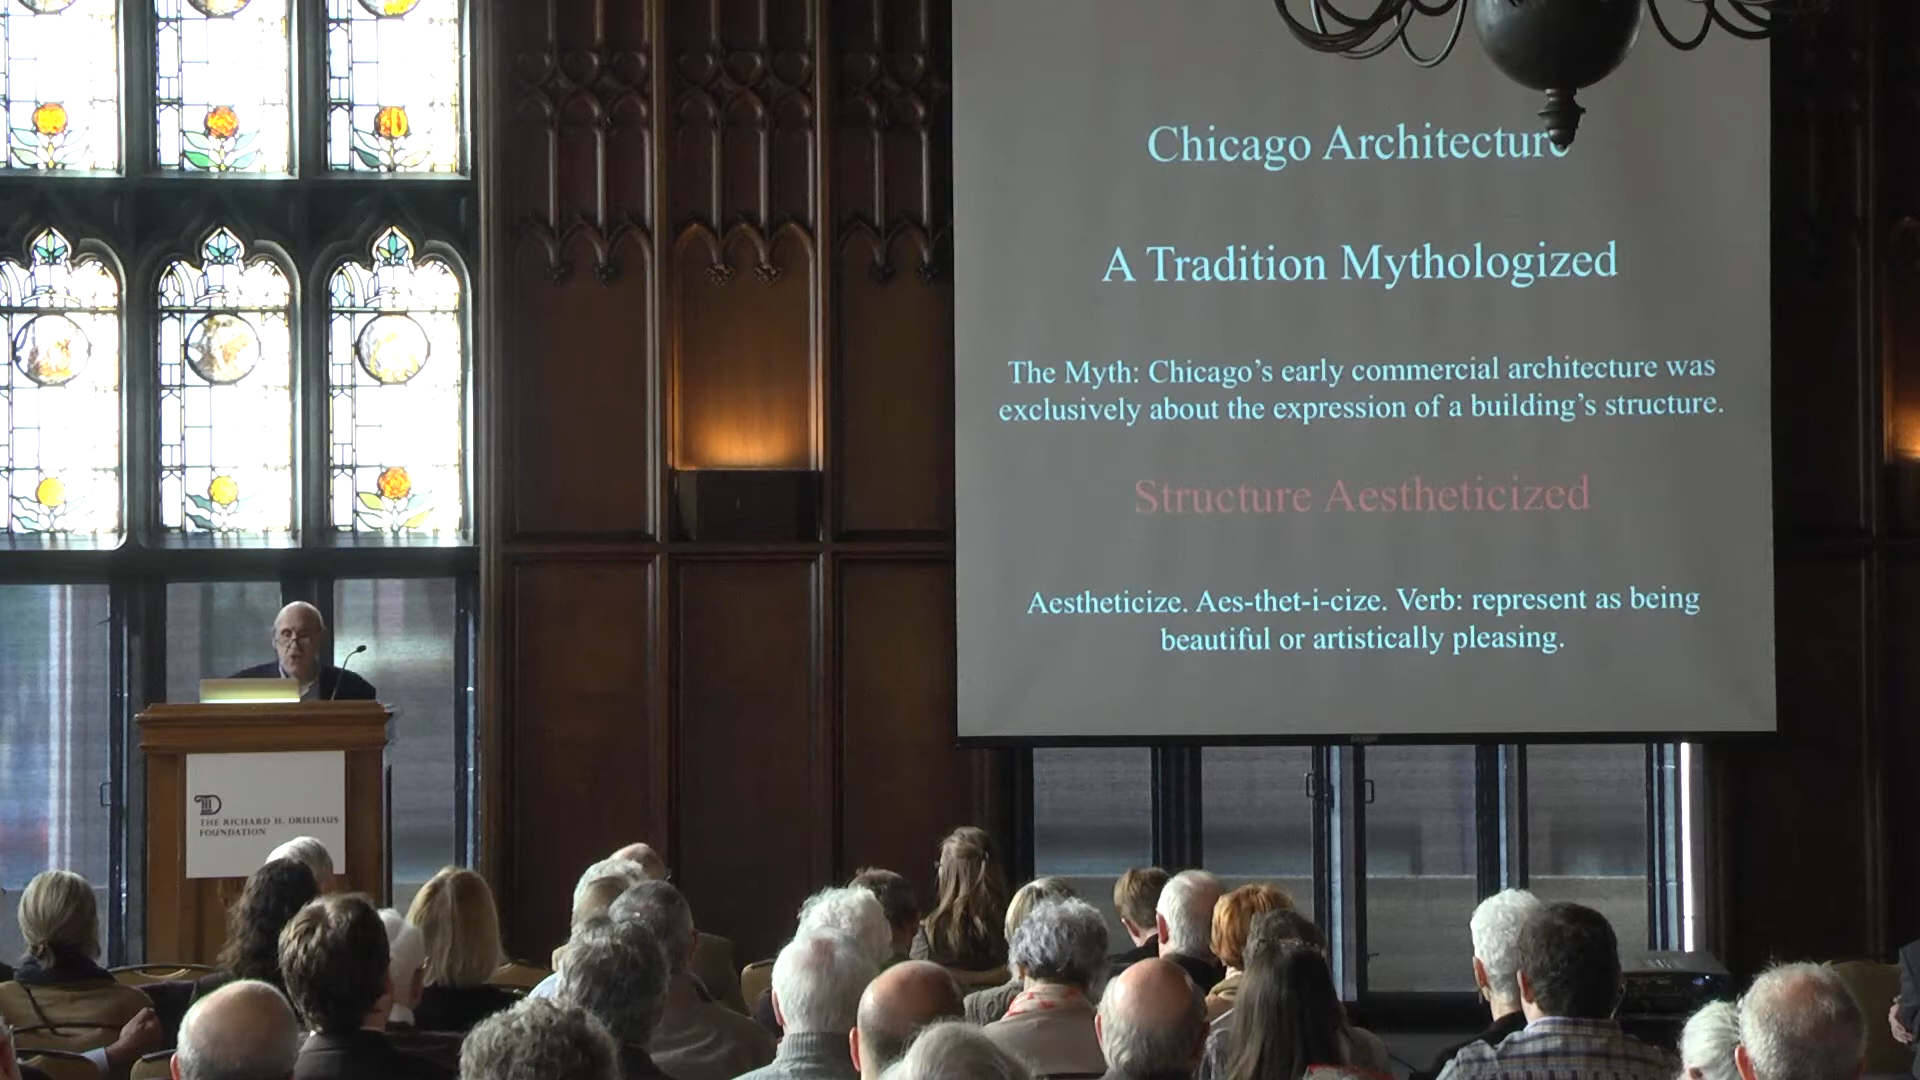 Chicago Architecture
A Tradition Mythologized
The Myth: Chicago’s early commercial architecture was
exclusively about the expression of a building’s structure.
Structure Aestheticized
Aestheticize. Aes-thet-i-cize. Verb: represent as being
beautiful or artistically pleasing.
THE RICHARD H. DRIEHAUS
FOUNDATION